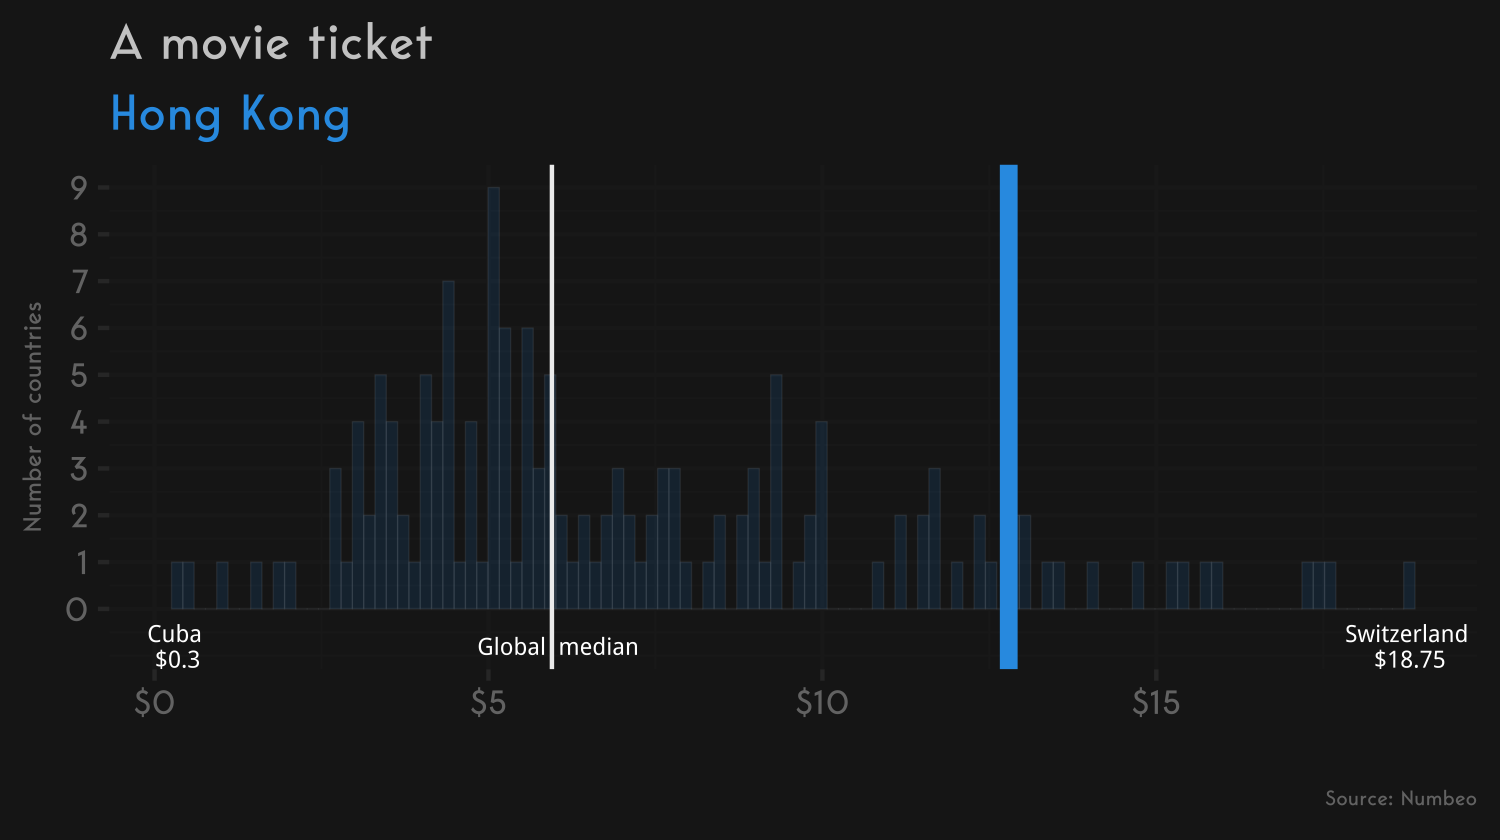 A movie ticket
Hong Kong
Number of countries
9
8
7
6
5
4
3
2
1
0
Cuba
$0.3
Global median
Switzerland
$18.75
$0 $5 $10 $15
Source: Numbeo